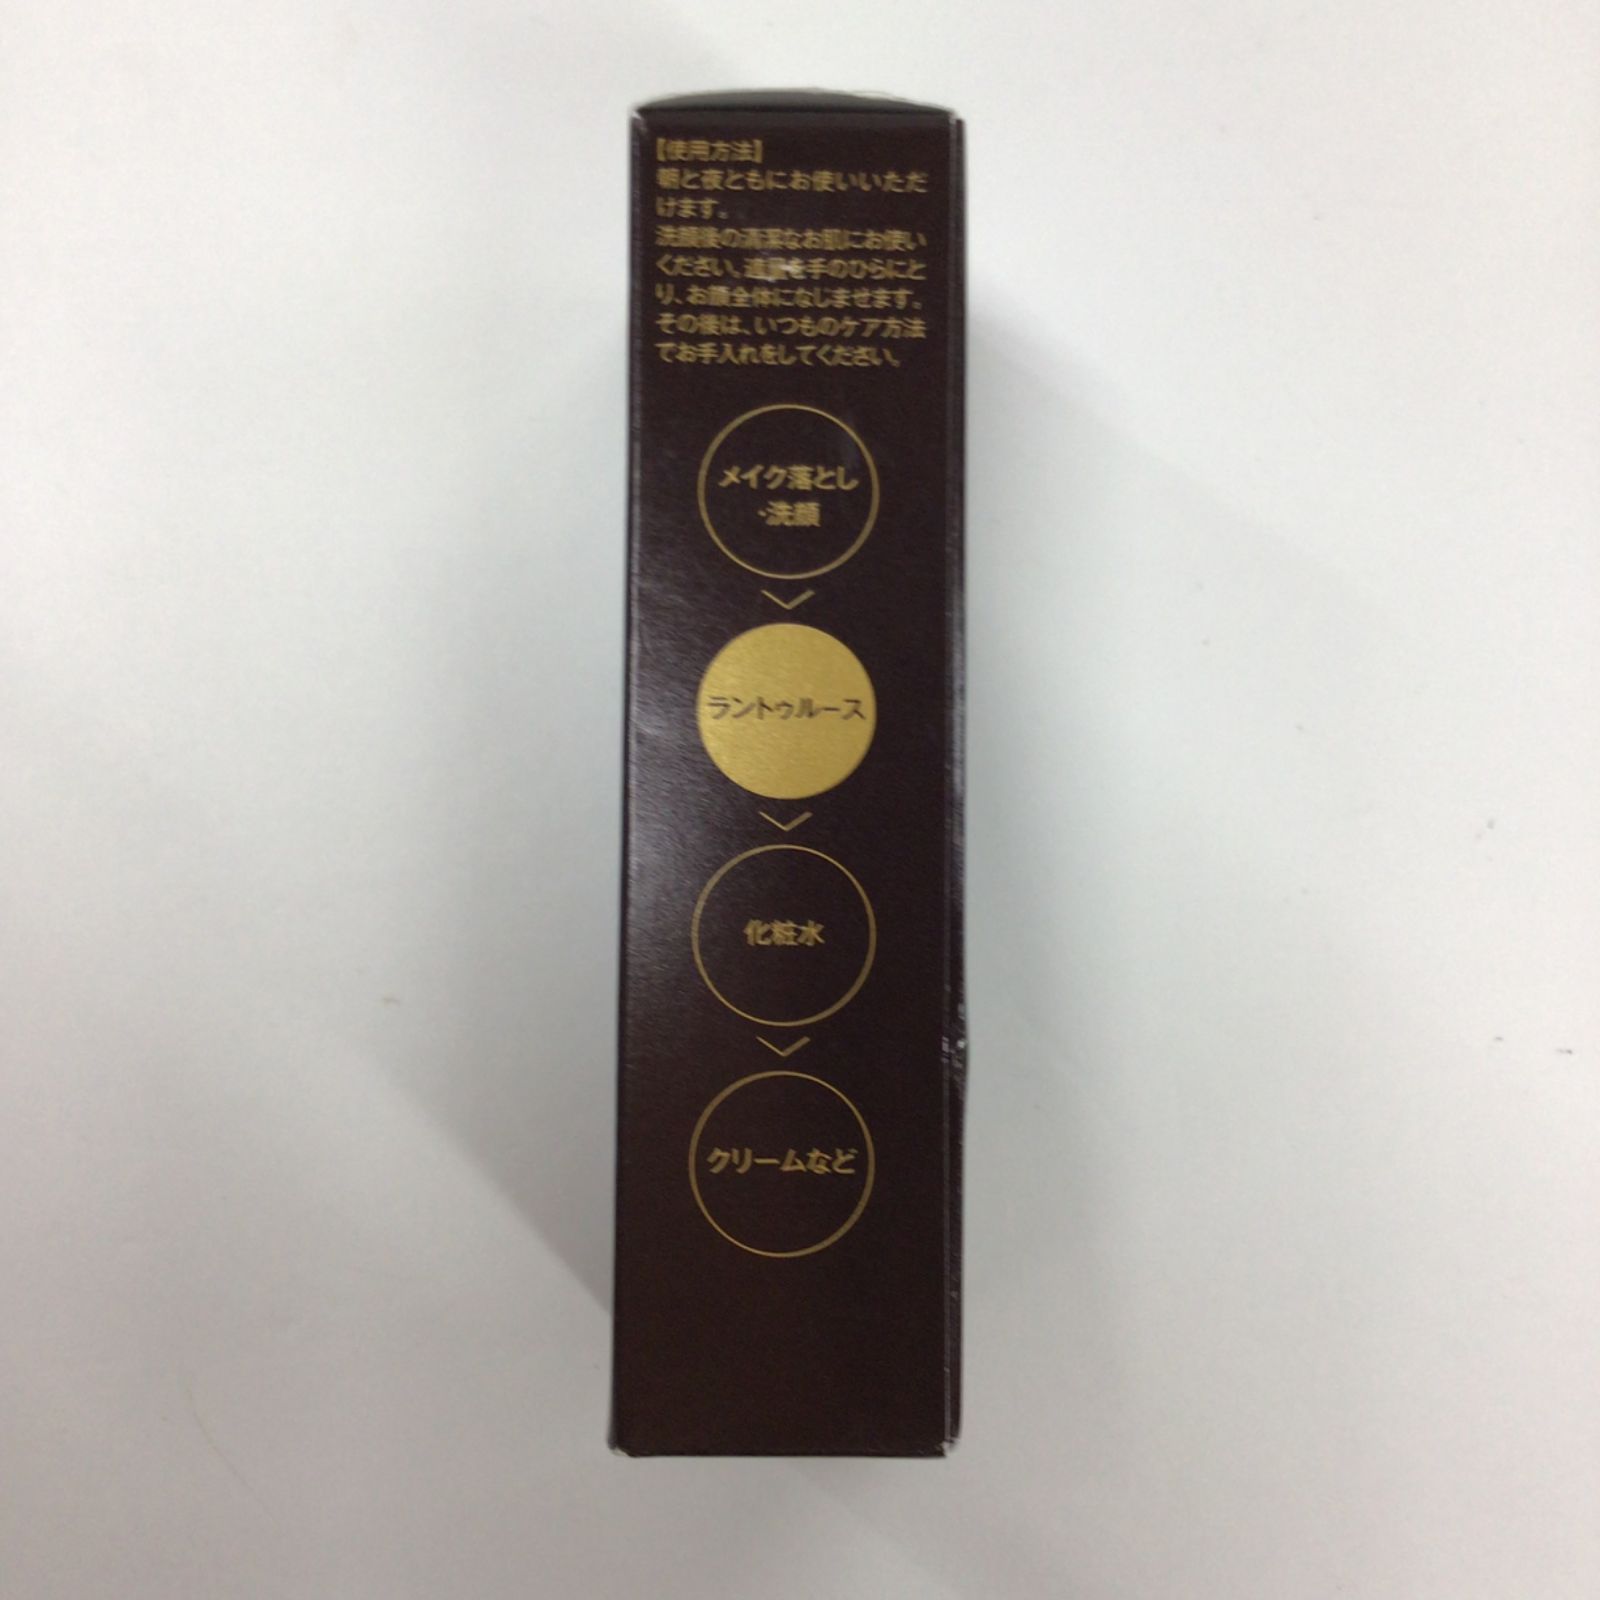 【使用方法】
朝と夜ともにお使いいただ
けます。
洗顔後の清潔なお肌にお使い
ください。適量を手のひらにと
り、お顔全体になじませます。
その後は、いつものケア方法
でお手入れをしてください。
メイク落とし
・洗顔
ラントゥルース
化粧水
クリームなど